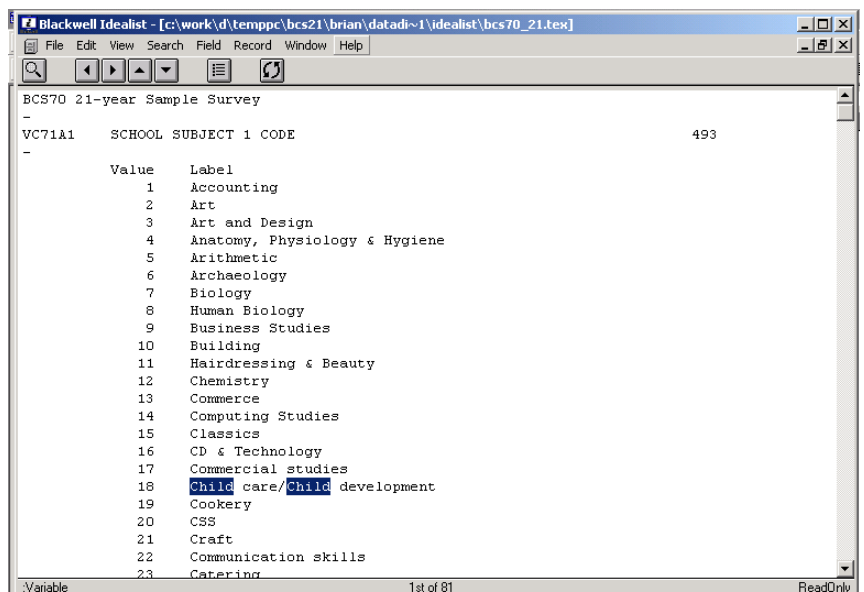 Blackwell Idealist - [c:\work\d\temppc\bcs21\brian\datadi~1\idealist\bcs70_21.tex]
File Edit View Search Field Record Window Help
BCS70 21-year Sample Survey
-
VC71A1 SCHOOL SUBJECT 1 CODE 493
-
Value Label
1 Accounting
2 Art
3 Art and Design
4 Anatomy, Physiology & Hygiene
5 Arithmetic
6 Archaeology
7 Biology
8 Human Biology
9 Business Studies
10 Building
11 Hairdressing & Beauty
12 Chemistry
13 Commerce
14 Computing Studies
15 Classics
16 CD & Technology
17 Commercial studies
18 Child care/Child development
19 Cookery
20 CSS
21 Craft
22 Communication skills
23 Catering
:Variable 1st of 81 ReadOnly